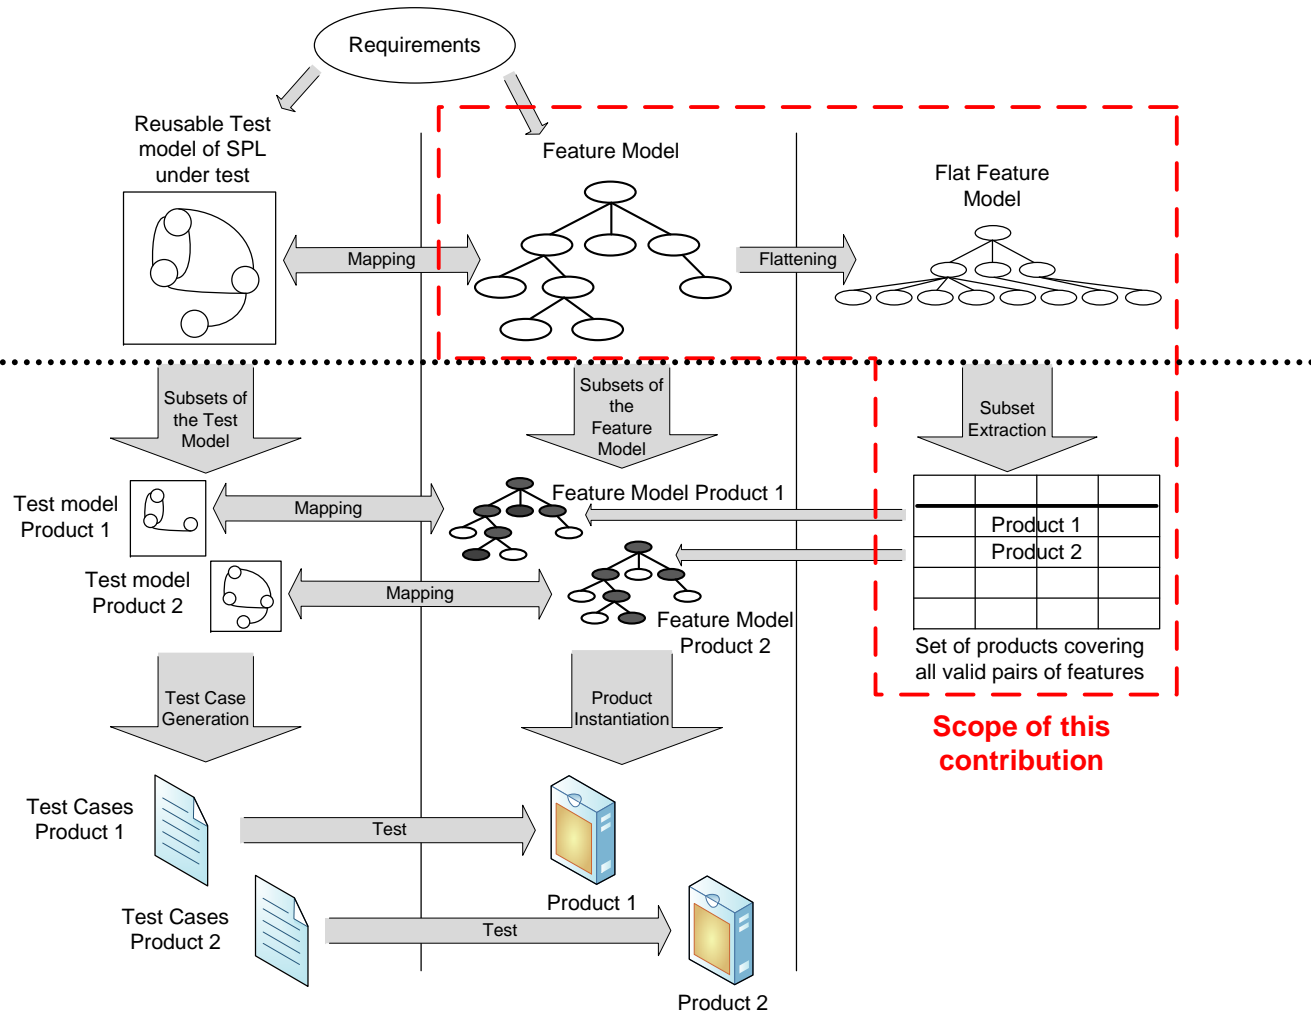 Requirements
Reusable Test
model of SPL
under test
Feature Model
Flat Feature
Model
Mapping
Flattening
Subsets of
the Test
Model
Subsets of
the
Feature
Model
Subset
Extraction
Test model
Product 1
Mapping
Feature Model Product 1
Product 1
Product 2
Test model
Product 2
Mapping
Feature Model
Product 2
Set of products covering
all valid pairs of features
Test Case
Generation
Product
Instantiation
Scope of this
contribution
Test Cases
Product 1
Test
Product 1
Test Cases
Product 2
Test
Product 2